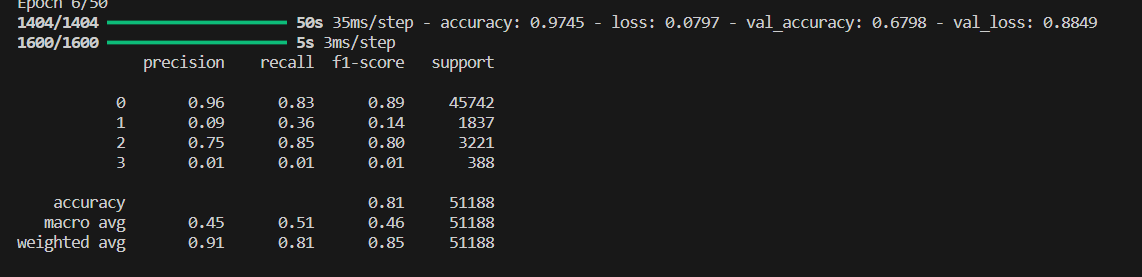 Epoch 6/50
1404/1404 50s 35ms/step - accuracy: 0.9745 - loss: 0.0797 - val_accuracy: 0.6798 - val_loss: 0.8849
1600/1600 5s 3ms/step
precision recall f1-score support
0 0.96 0.83 0.89 45742
1 0.09 0.36 0.14 1837
2 0.75 0.85 0.80 3221
3 0.01 0.01 0.01 388
accuracy 0.81 51188
macro avg 0.45 0.51 0.46 51188
weighted avg 0.91 0.81 0.85 51188